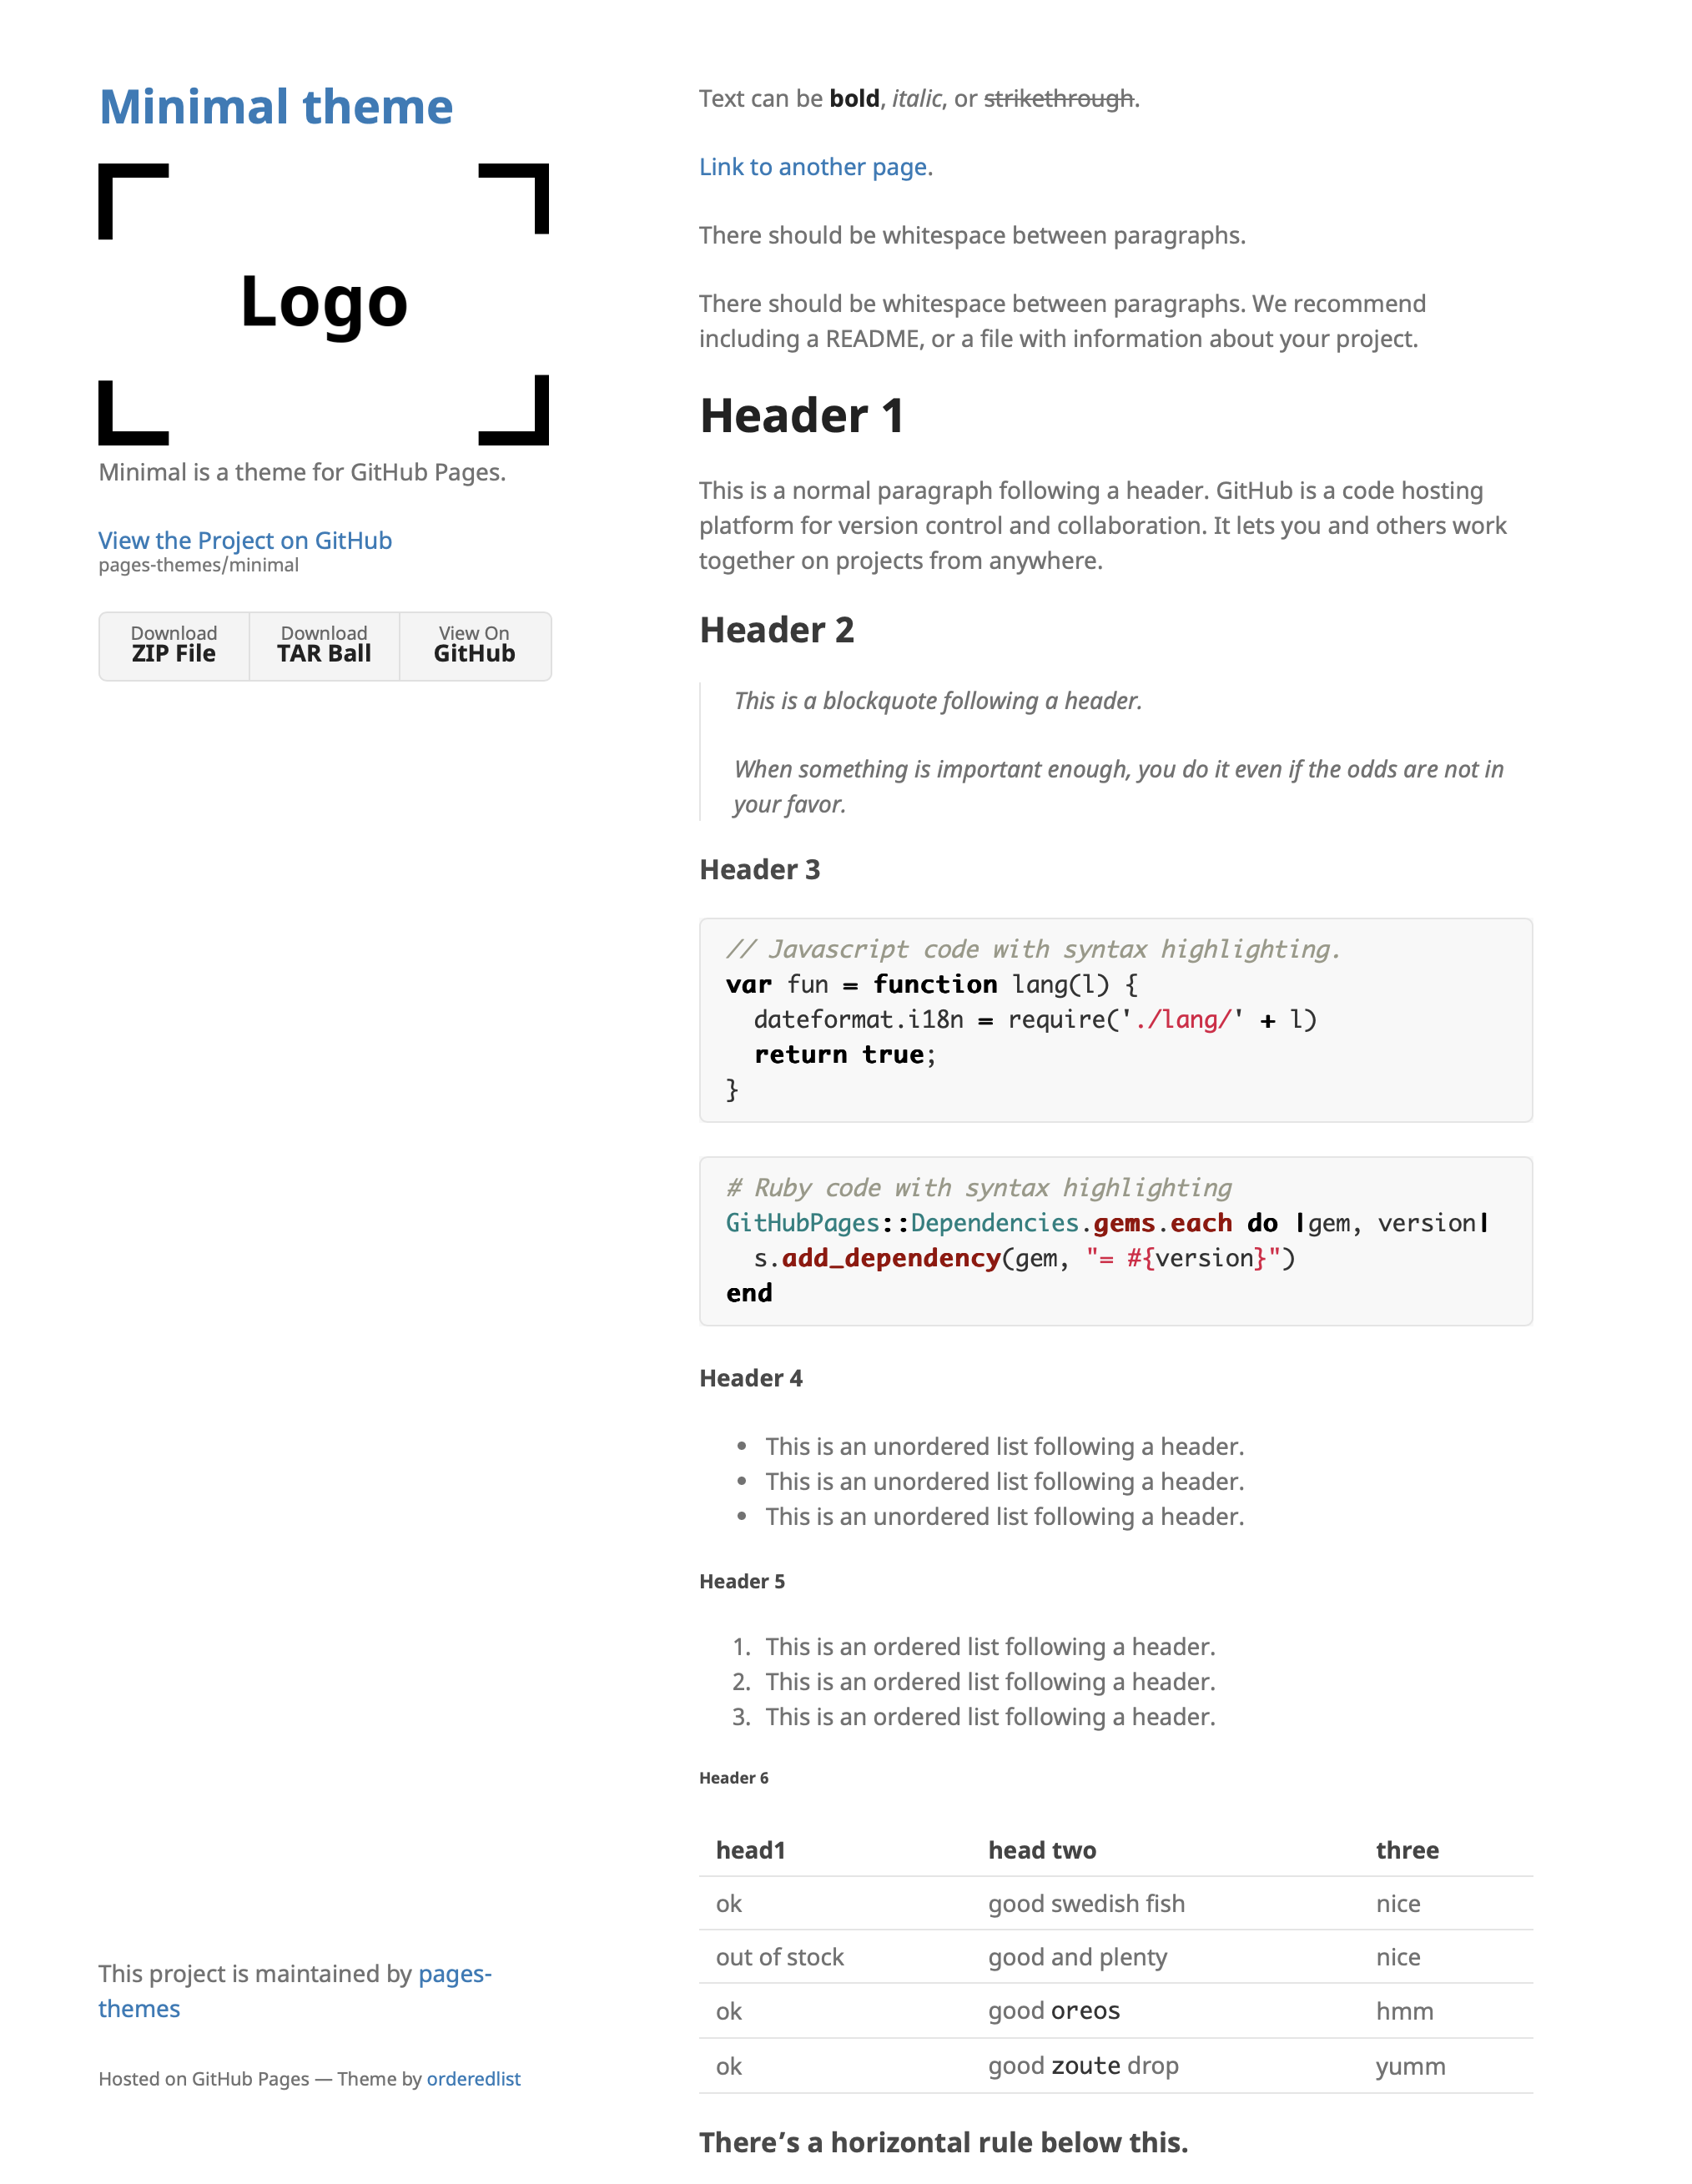 Minimal theme
Logo
Minimal is a theme for GitHub Pages.
View the Project on GitHub
pages-themes/minimal
Download
ZIP File
Download
TAR Ball
View On
GitHub
This project is maintained by pages-
themes
Hosted on GitHub Pages — Theme by orderedlist
Text can be bold, italic, or strikethrough.
Link to another page.
There should be whitespace between paragraphs.
There should be whitespace between paragraphs. We recommend
including a README, or a file with information about your project.
Header 1
This is a normal paragraph following a header. GitHub is a code hosting
platform for version control and collaboration. It lets you and others work
together on projects from anywhere.
Header 2
This is a blockquote following a header.
When something is important enough, you do it even if the odds are not in
your favor.
Header 3
// Javascript code with syntax highlighting.
var fun = function lang(l) {
  dateformat.i18n = require('./lang/' + l)
  return true;
}
# Ruby code with syntax highlighting
GitHubPages::Dependencies.gems.each do |gem, version|
  s.add_dependency(gem, "= #{version}")
end
Header 4
• This is an unordered list following a header.
• This is an unordered list following a header.
• This is an unordered list following a header.
Header 5
1. This is an ordered list following a header.
2. This is an ordered list following a header.
3. This is an ordered list following a header.
Header 6
head1 head two three
ok good swedish fish nice
out of stock good and plenty nice
ok good oreos hmm
ok good zoute drop yumm
There’s a horizontal rule below this.